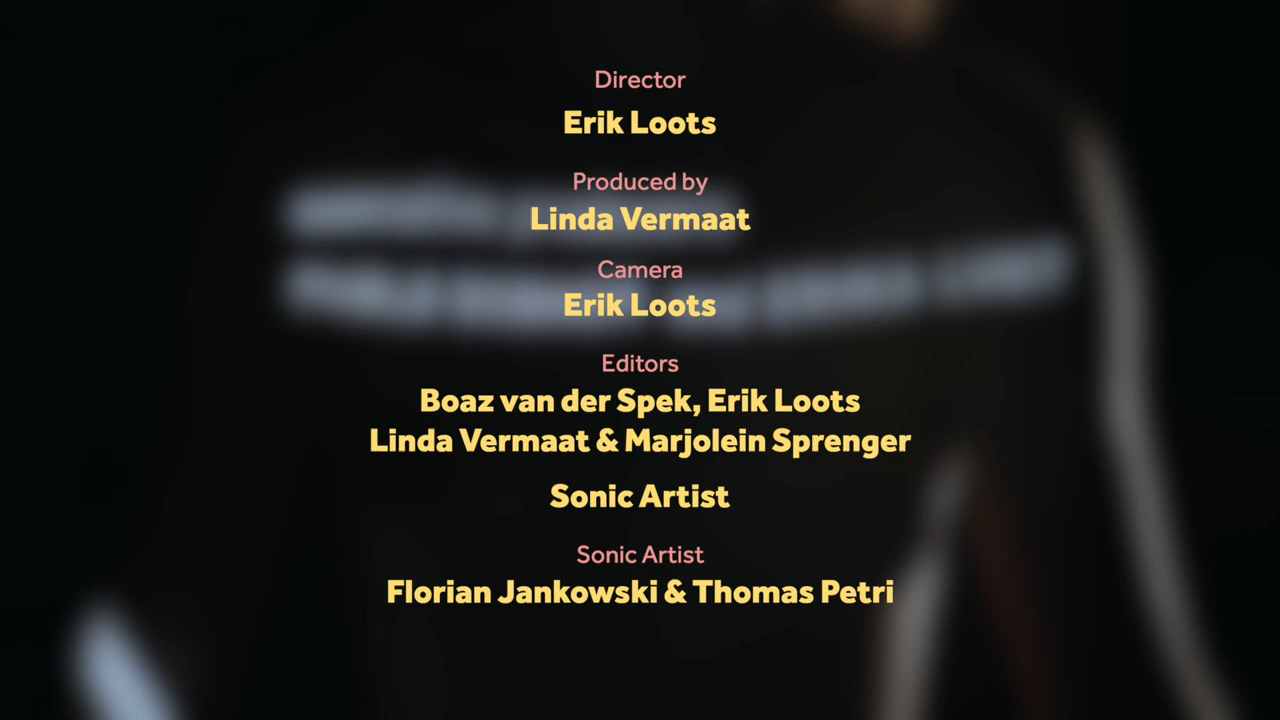 Director
Erik Loots
Produced by
Linda Vermaat
Camera
Erik Loots
Editors
Boaz van der Spek, Erik Loots
Linda Vermaat & Marjolein Sprenger
Sonic Artist
Sonic Artist
Florian Jankowski & Thomas Petri